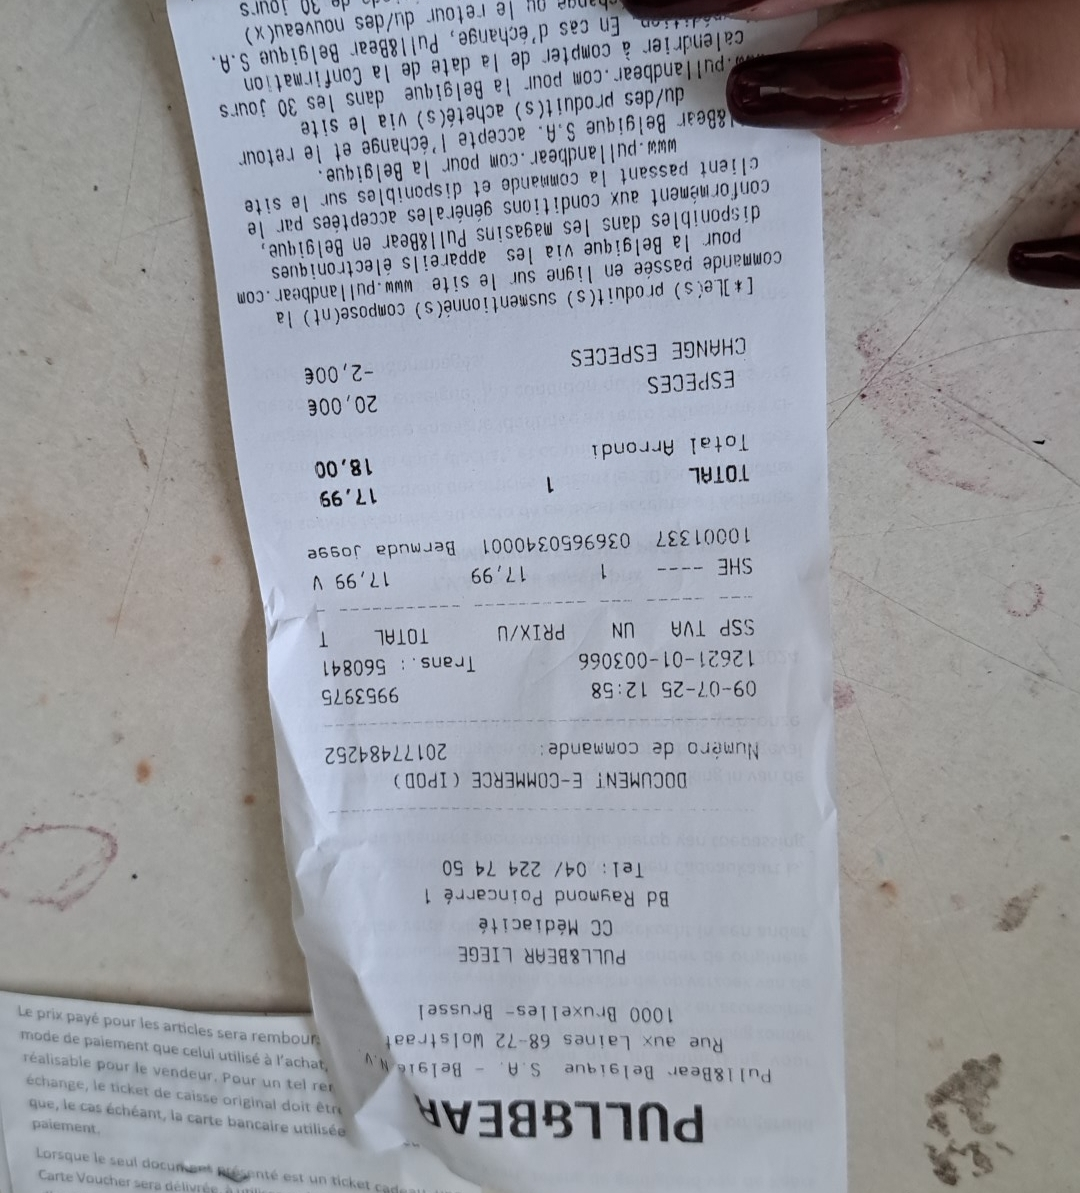 PULL&BEAR
Pull&Bear Belgique S.A. - Belgie N.V.
Rue aux Laines 68-72 Wolstraat
1000 Bruxelles- Brussel
PULL&BEAR LIEGE
CC Médiacité
Bd Raymond Poincarré 1
Tel: 04/ 224 74 50
DOCUMENT E-COMMERCE (IPOD)
Numéro de commande: 20177484252
09-07-25 12:58 9953975
12621-01-003066 Trans.: 560841
SSP TVA UN PRIX/U TOTAL T
SHE ---- 1 17,99 17,99 V
10001337 03696503400​01 Bermuda jogge
TOTAL 1 17,99
Total Arrondi 18,00
ESPECES 20,00€
CHANGE ESPECES -2,00€
[*]Le(s) produit(s) susmentionné(s) compose(nt) la
commande passée en ligne sur le site www.pullandbear.com
pour la Belgique via les appareils électroniques
disponibles dans les magasins Pull&Bear en Belgique,
conformément aux conditions générales acceptées par le
client passant la commande et disponibles sur le site
www.pullandbear.com pour la Belgique.
Bear Belgique S.A. accepte l'échange et le retour
du/des produit(s) acheté(s) via le site
pullandbear.com pour la Belgique dans les 30 jours
calendrier à compter de la date de la Confirmation
En cas d'échange, Pull&Bear Belgique S.A.
ou le retour du/des nouveau(x)
de 30 jours
Le prix payé pour les articles sera rembour
mode de paiement que celui utilisé à l'achat,
réalisable pour le vendeur. Pour un tel rem
échange, le ticket de caisse original doit êtr
que, le cas échéant, la carte bancaire utilisée
paiement.
Lorsque le seul document présenté est un ticket cadeau
Carte Voucher sera délivrée